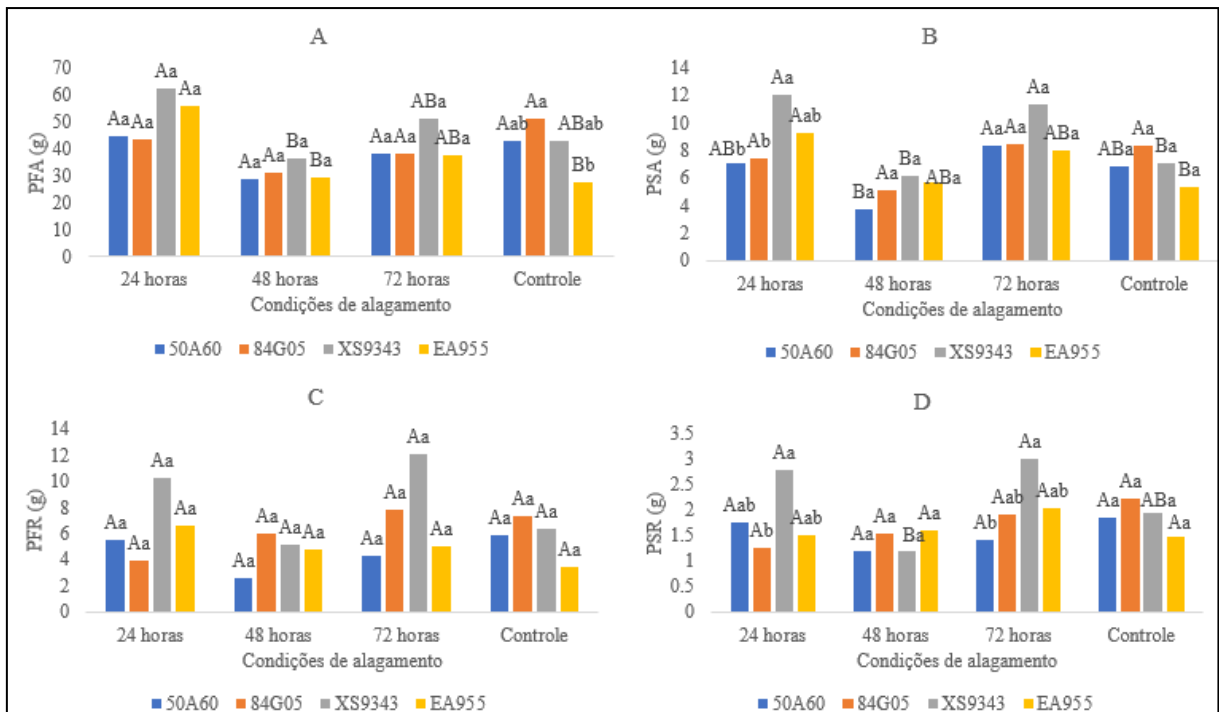 A
PFA (g)
70
60
50
40
30
20
10
0
Aa Aa Aa Aa
Aa Aa Ba Ba
Aa Aa ABa ABa
Aab Aa ABab Bb
24 horas 48 horas 72 horas Controle
Condições de alagamento
50A60 84G05 XS9343 EA955
B
PSA (g)
14
12
10
8
6
4
2
0
ABb Ab Aa Aab
Ba Aa Ba ABa
Aa Aa Aa ABa
ABa Aa Ba Ba
24 horas 48 horas 72 horas Controle
Condições de alagamento
50A60 84G05 XS9343 EA955
C
PFR (g)
14
12
10
8
6
4
2
0
Aa Aa Aa Aa
Aa Aa Aa Aa
Aa Aa Aa Aa
Aa Aa Aa Aa
24 horas 48 horas 72 horas Controle
Condições de alagamento
50A60 84G05 XS9343 EA955
D
PSR (g)
3.5
3
2.5
2
1.5
1
0.5
0
Aab Ab Aa Aab
Aa Aa Ba Aa
Ab Aab Aa Aab
Aa Aa ABa Aa
24 horas 48 horas 72 horas Controle
Condições de alagamento
50A60 84G05 XS9343 EA955